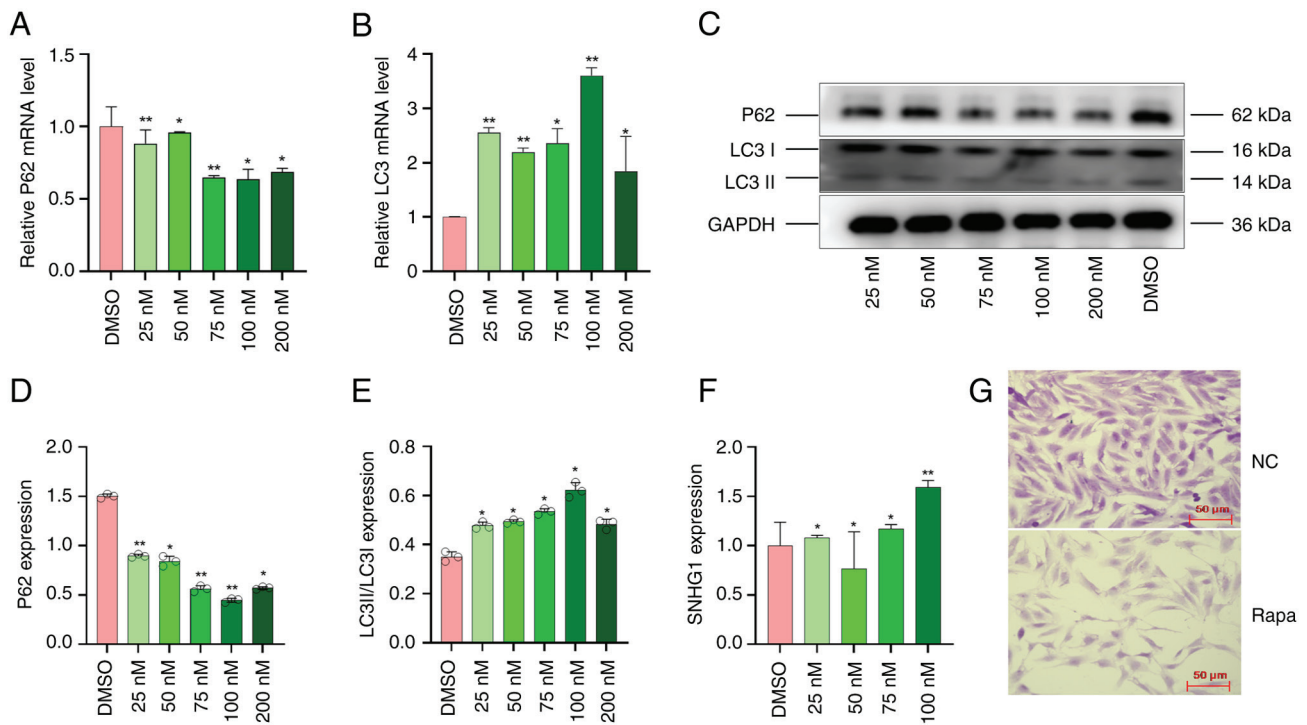 A
Relative P62 mRNA level
1.5
1.0
0.5
0.0
** * ** * *
DMSO
25 nM
50 nM
75 nM
100 nM
200 nM
B
Relative LC3 mRNA level
4
3
2
1
0
** ** * ** *
DMSO
25 nM
50 nM
75 nM
100 nM
200 nM
C
P62 62 kDa
LC3 I 16 kDa
LC3 II 14 kDa
GAPDH 36 kDa
25 nM
50 nM
75 nM
100 nM
200 nM
DMSO
D
P62 expression
2.0
1.5
1.0
0.5
0.0
** * ** ** *
DMSO
25 nM
50 nM
75 nM
100 nM
200 nM
E
LC3II/LC3I expression
0.8
0.6
0.4
0.2
0.0
* * * * *
DMSO
25 nM
50 nM
75 nM
100 nM
200 nM
F
SNHG1 expression
2.0
1.5
1.0
0.5
0.0
* * * **
DMSO
25 nM
50 nM
75 nM
100 nM
G
50 μm
NC
50 μm
Rapa